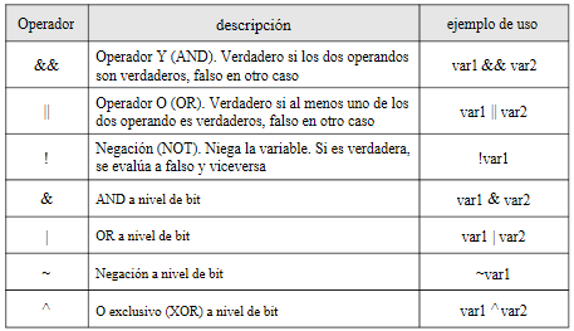 Operador descripción ejemplo de uso
&& Operador Y (AND). Verdadero si los dos operandos
son verdaderos, falso en otro caso var1 && var2
|| Operador O (OR). Verdadero si al menos uno de los
dos operando es verdaderos, falso en otro caso var1 || var2
! Negación (NOT). Niega la variable. Si es verdadera,
se evalúa a falso y viceversa !var1
& AND a nivel de bit var1 & var2
| OR a nivel de bit var1 | var2
~ Negación a nivel de bit ~var1
^ O exclusivo (XOR) a nivel de bit var1 ^ var2